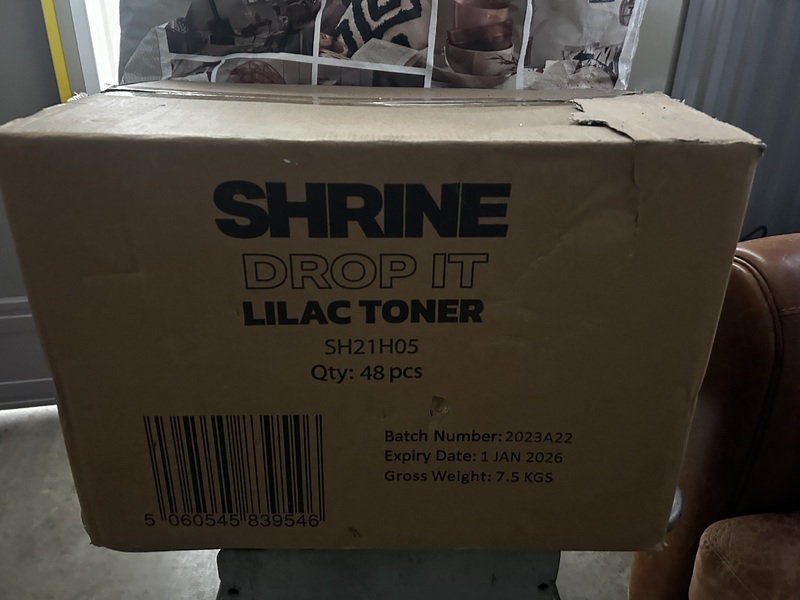 SHRINE
DROP IT
LILAC TONER
SH21H05
Qty: 48 pcs
Batch Number: 2023A22
Expiry Date: 1 JAN 2026
Gross Weight: 7.5 KGS
5 060545 839546